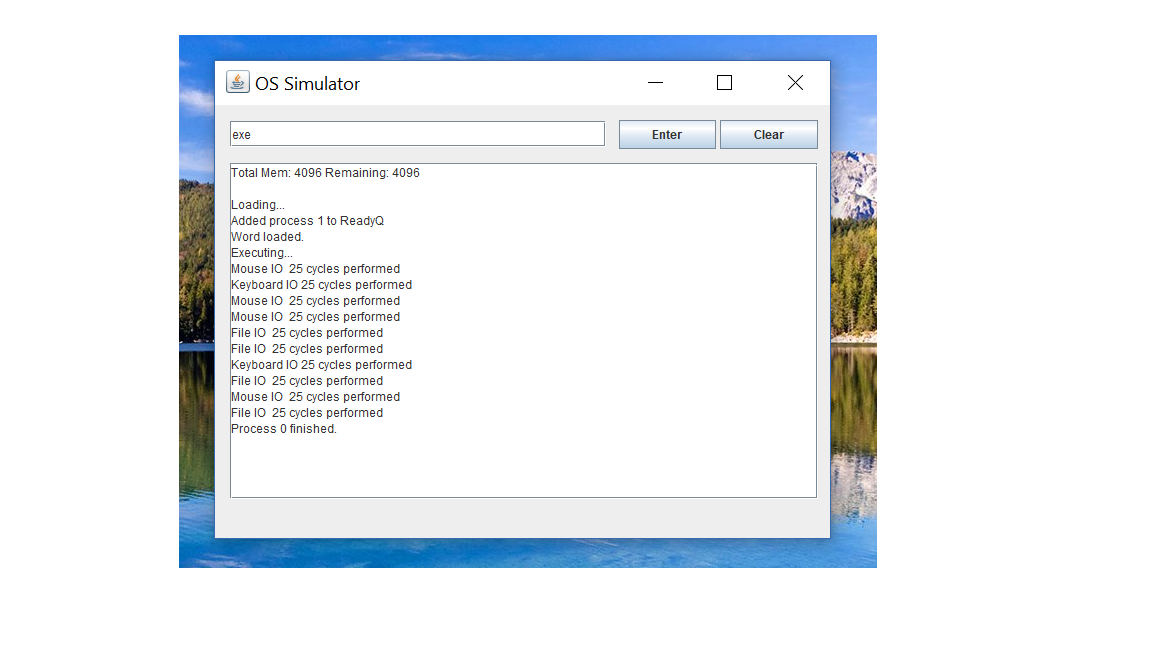 OS Simulator
exe
Enter
Clear
Total Mem: 4096 Remaining: 4096
Loading...
Added process 1 to ReadyQ
Word loaded.
Executing...
Mouse IO  25 cycles performed
Keyboard IO 25 cycles performed
Mouse IO  25 cycles performed
Mouse IO  25 cycles performed
File IO  25 cycles performed
File IO  25 cycles performed
Keyboard IO 25 cycles performed
File IO  25 cycles performed
Mouse IO  25 cycles performed
File IO  25 cycles performed
Process 0 finished.